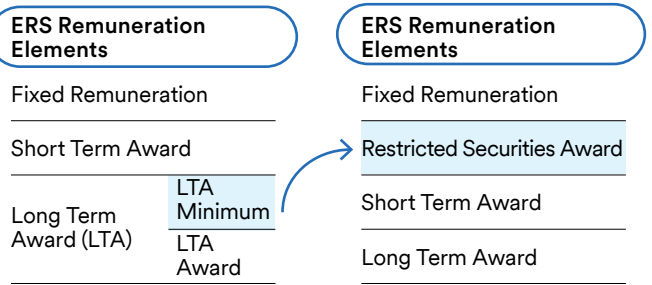 ERS Remuneration
Elements
Fixed Remuneration
Short Term Award
Long Term
Award (LTA)
LTA
Minimum
LTA
Award
ERS Remuneration
Elements
Fixed Remuneration
Restricted Securities Award
Short Term Award
Long Term Award